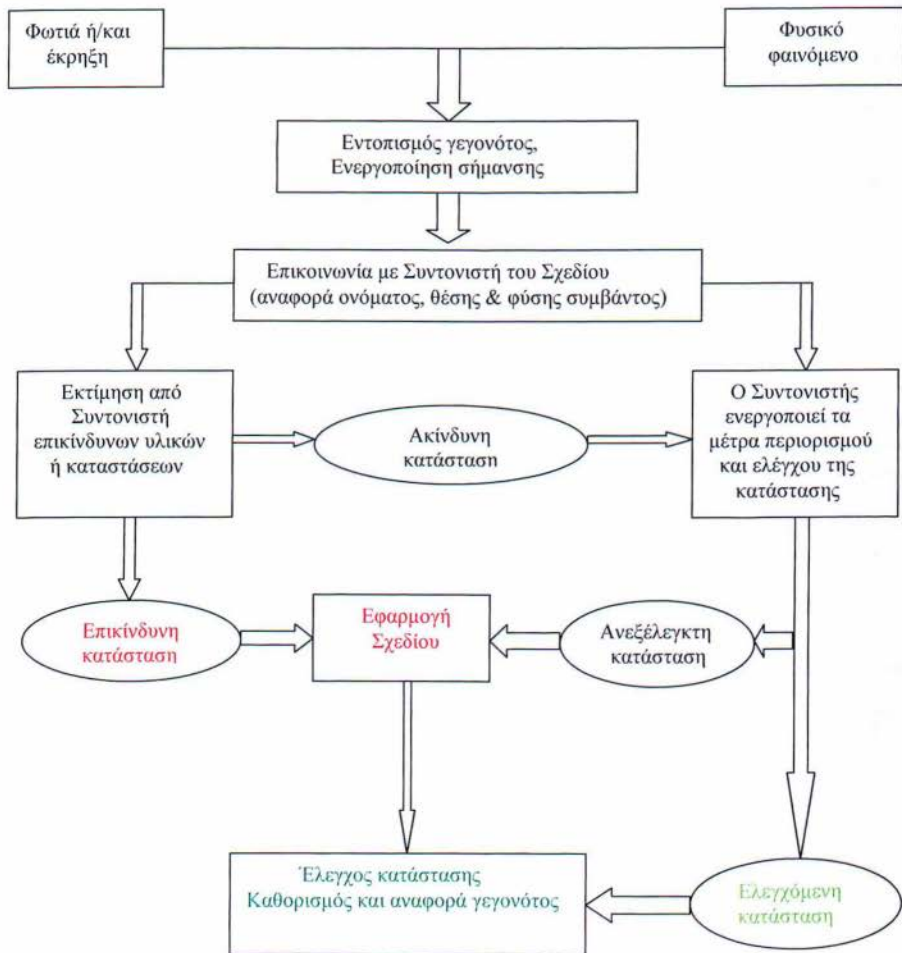 Φωτιά ή/και
έκρηξη
Φυσικό
φαινόμενο
Εντοπισμός γεγονότος,
Ενεργοποίηση σήμανσης
Επικοινωνία με Συντονιστή του Σχεδίου
(αναφορά ονόματος, θέσης & φύσης συμβάντος)
Εκτίμηση από
Συντονιστή
επικίνδυνων υλικών
ή καταστάσεων
Ακίνδυνη
κατάσταση
Ο Συντονιστής
ενεργοποιεί τα
μέτρα περιορισμού
και ελέγχου της
κατάστασης
Επικίνδυνη
κατάσταση
Εφαρμογή
Σχεδίου
Ανεξέλεγκτη
κατάσταση
Έλεγχος κατάστασης
Καθορισμός και αναφορά γεγονότος
Ελεγχόμενη
κατάσταση